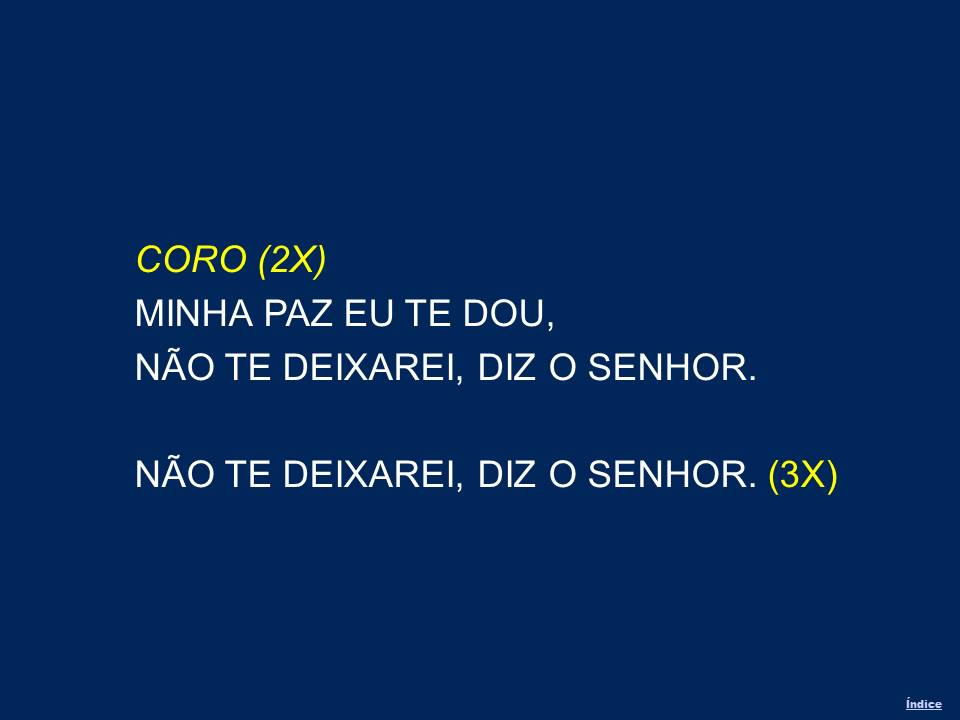 CORO (2X)
MINHA PAZ EU TE DOU,
NÃO TE DEIXAREI, DIZ O SENHOR.
NÃO TE DEIXAREI, DIZ O SENHOR. (3X)
Índice